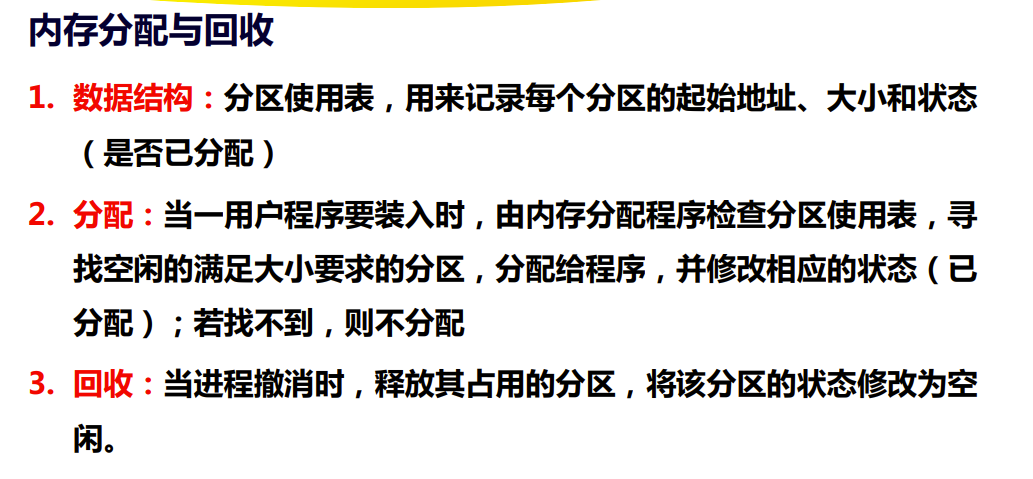 内存分配与回收
1. 数据结构：分区使用表，用来记录每个分区的起始地址、大小和状态
（是否已分配）
2. 分配：当一用户程序要装入时，由内存分配程序检查分区使用表，寻
找空闲的满足大小要求的分区，分配给程序，并修改相应的状态（已
分配）；若找不到，则不分配
3. 回收：当进程撤消时，释放其占用的分区，将该分区的状态修改为空
闲。